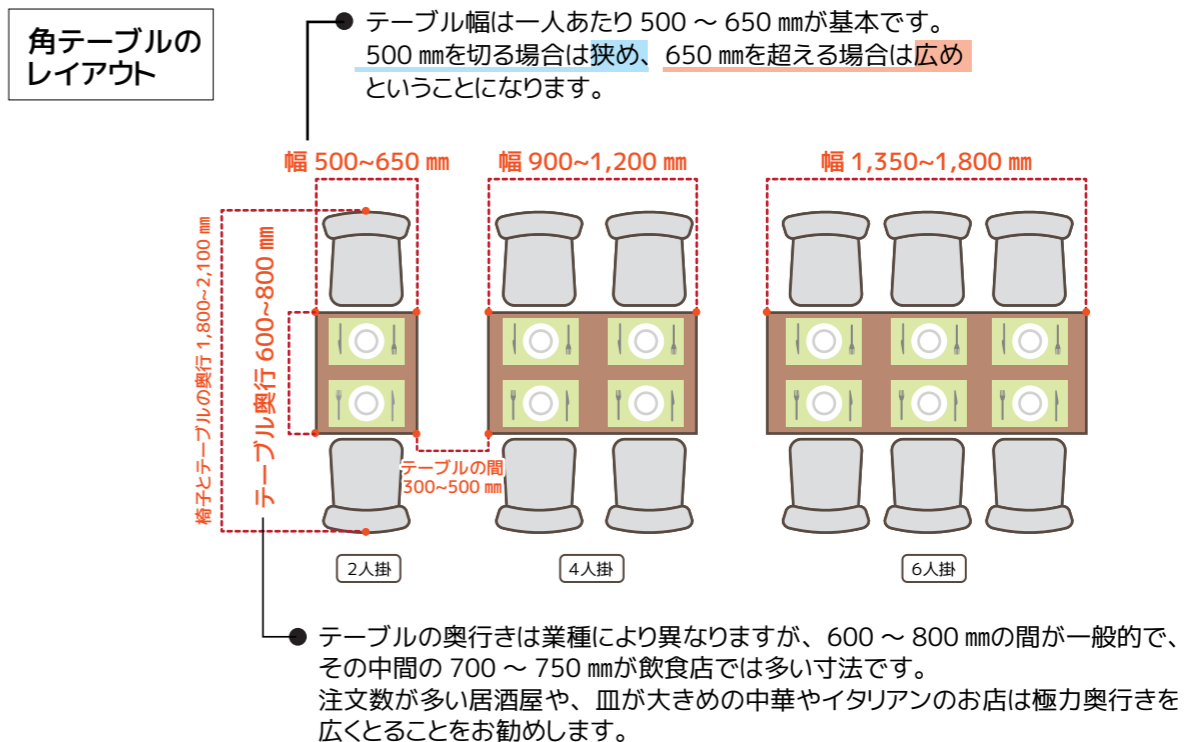 角テーブルの
レイアウト
テーブル幅は一人あたり 500 ～ 650 ㎜が基本です。
500 ㎜を切る場合は狭め、650 ㎜を超える場合は広め
ということになります。
幅 500~650 ㎜
幅 900~1,200 ㎜
幅 1,350~1,800 ㎜
椅子とテーブルの奥行 1,800~2,100 ㎜
テーブル奥行 600~800 ㎜
テーブルの間
300~500 ㎜
2人掛
4人掛
6人掛
テーブルの奥行きは業種により異なりますが、600 ～ 800 ㎜の間が一般的で、
その中間の 700 ～ 750 ㎜が飲食店では多い寸法です。
注文数が多い居酒屋や、皿が大きめの中華やイタリアンのお店は極力奥行きを
広くとることをお勧めします。